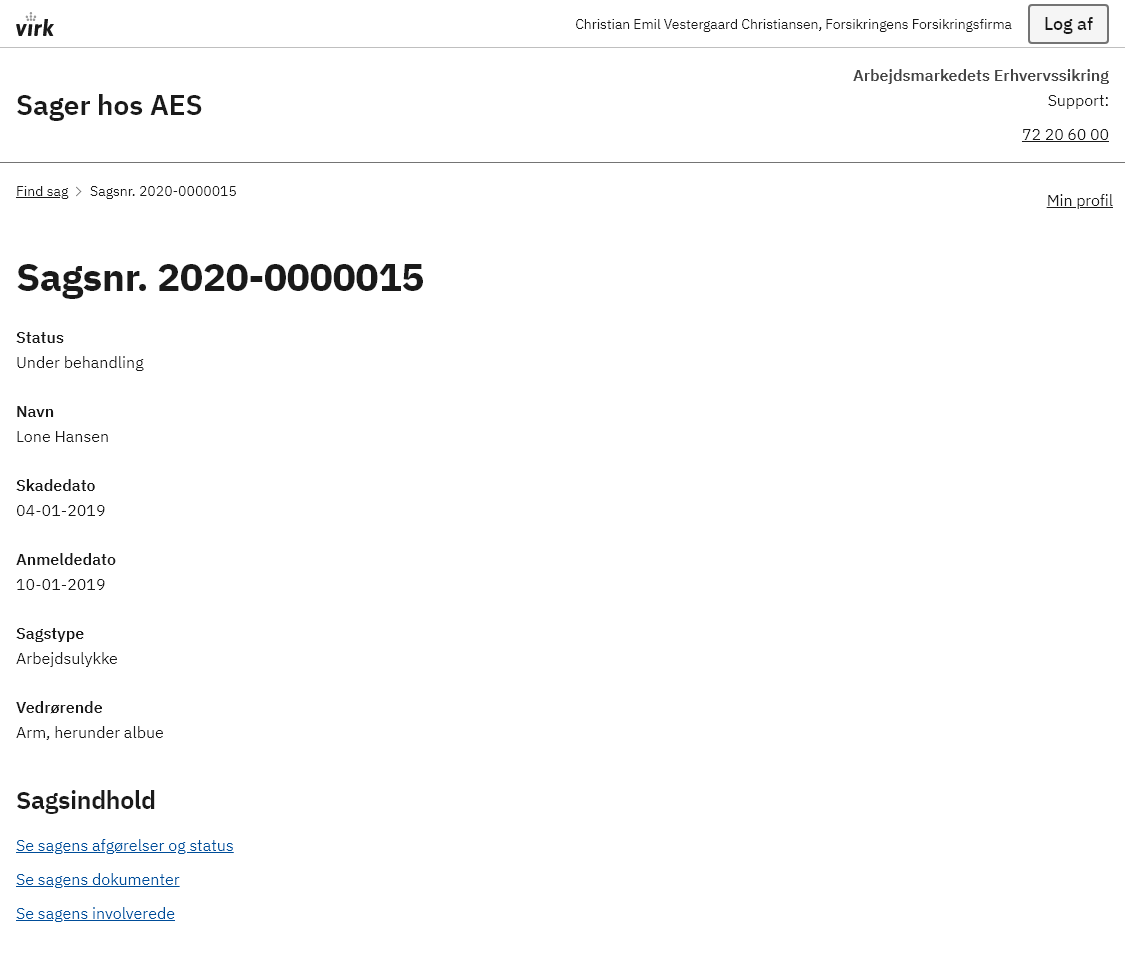 virk
Christian Emil Vestergaard Christiansen, Forsikringens Forsikringsfirma
Log af
Sager hos AES
Arbejdsmarkedets Erhvervssikring
Support:
72 20 60 00
Find sag > Sagsnr. 2020-0000015
Min profil
Sagsnr. 2020-0000015
Status
Under behandling
Navn
Lone Hansen
Skadedato
04-01-2019
Anmeldedato
10-01-2019
Sagstype
Arbejdsulykke
Vedrørende
Arm, herunder albue
Sagsindhold
Se sagens afgørelser og status
Se sagens dokumenter
Se sagens involverede